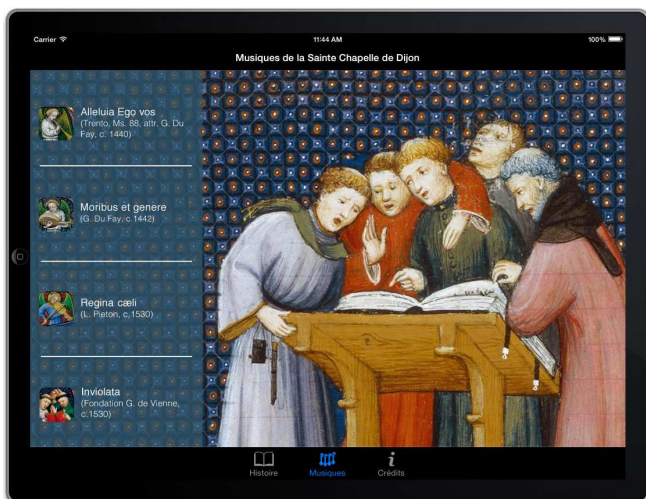 Carrier
11:44 AM
100%
Musiques de la Sainte Chapelle de Dijon
Alleluia Ego vos
(Trento, Ms. 88, attr. G. Du
Fay, c. 1440)
Moribus et genere
(G. Du Fay, c.1442)
Regina cæli
(L. Pieton, c.1530)
Inviolata
(Fondation G. de Vienne,
c.1530)
Histoire
Musiques
Crédits